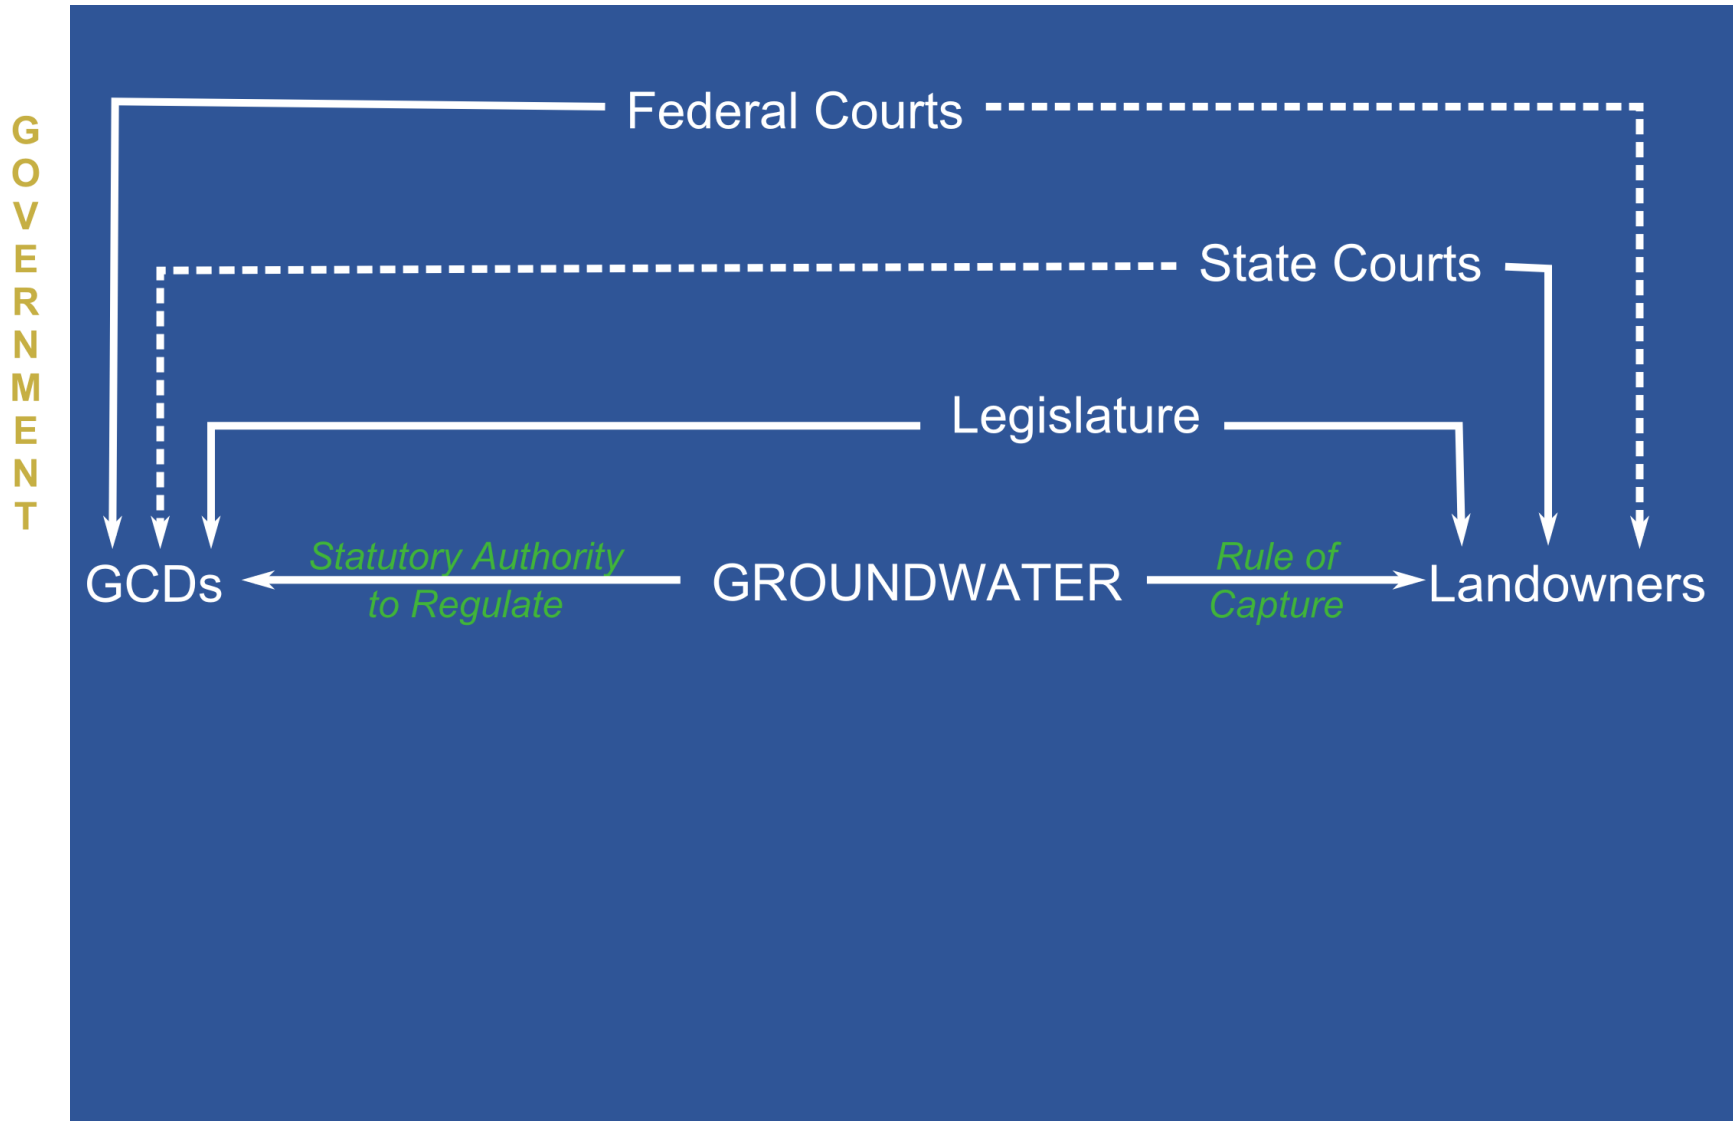 GOVERNMENT
Federal Courts
State Courts
Legislature
Statutory Authority
to Regulate
Rule of
Capture
GCDs
GROUNDWATER
Landowners